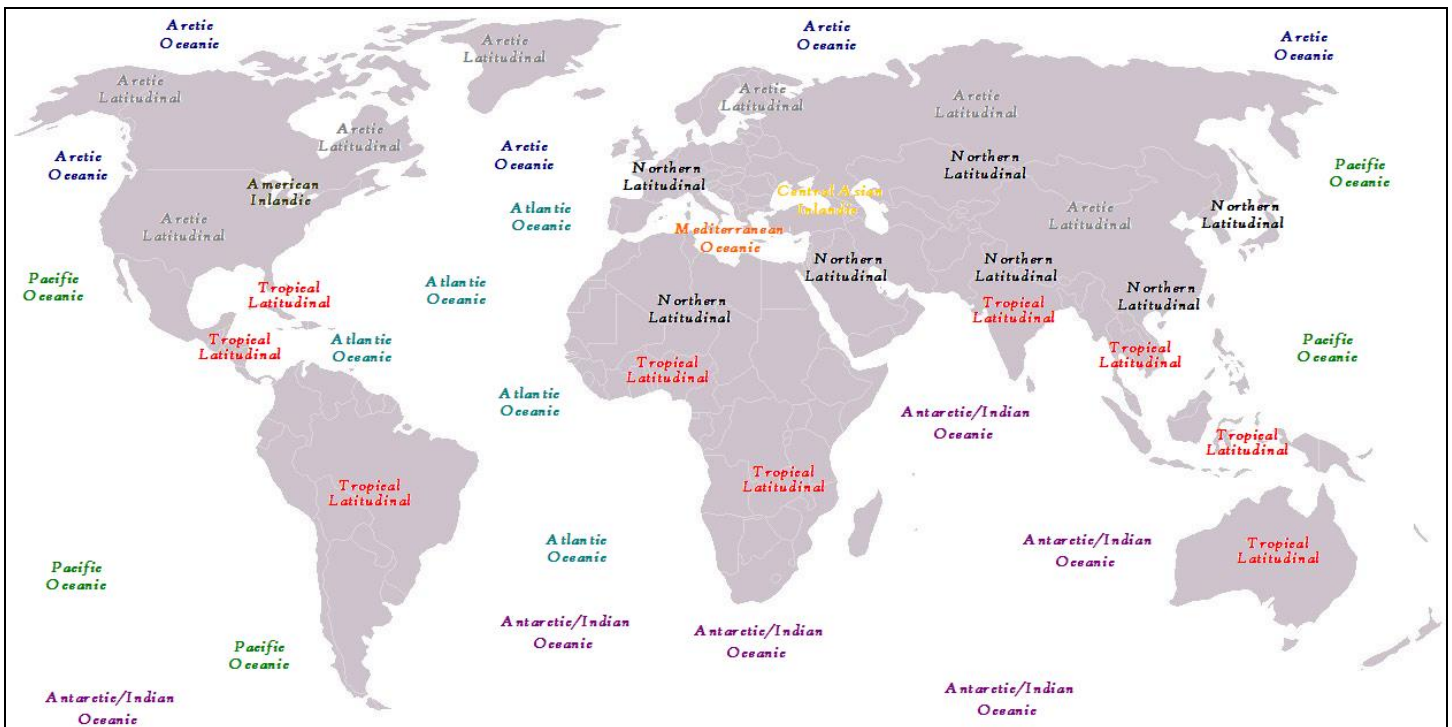 Arctic
Oceanic
Arctic
Oceanic
Arctic
Oceanic
Arctic
Latitudinal
Arctic
Latitudinal
Arctic
Latitudinal
Arctic
Latitudinal
Arctic
Latitudinal
Arctic
Oceanic
Arctic
Oceanic
Northern
Latitudinal
Northern
Latitudinal
Pacific
Oceanic
American
Inlandic
Central Asian
Inlandic
Arctic
Latitudinal
Atlantic
Oceanic
Mediterranean
Oceanic
Arctic
Latitudinal
Northern
Latitudinal
Pacific
Oceanic
Tropical
Latitudinal
Atlantic
Oceanic
Northern
Latitudinal
Northern
Latitudinal
Northern
Latitudinal
Northern
Latitudinal
Tropical
Latitudinal
Tropical
Latitudinal
Atlantic
Oceanic
Tropical
Latitudinal
Tropical
Latitudinal
Pacific
Oceanic
Atlantic
Oceanic
Antarctic/Indian
Oceanic
Tropical
Latitudinal
Tropical
Latitudinal
Tropical
Latitudinal
Pacific
Oceanic
Atlantic
Oceanic
Antarctic/Indian
Oceanic
Tropical
Latitudinal
Pacific
Oceanic
Antarctic/Indian
Oceanic
Antarctic/Indian
Oceanic
Antarctic/Indian
Oceanic
Antarctic/Indian
Oceanic